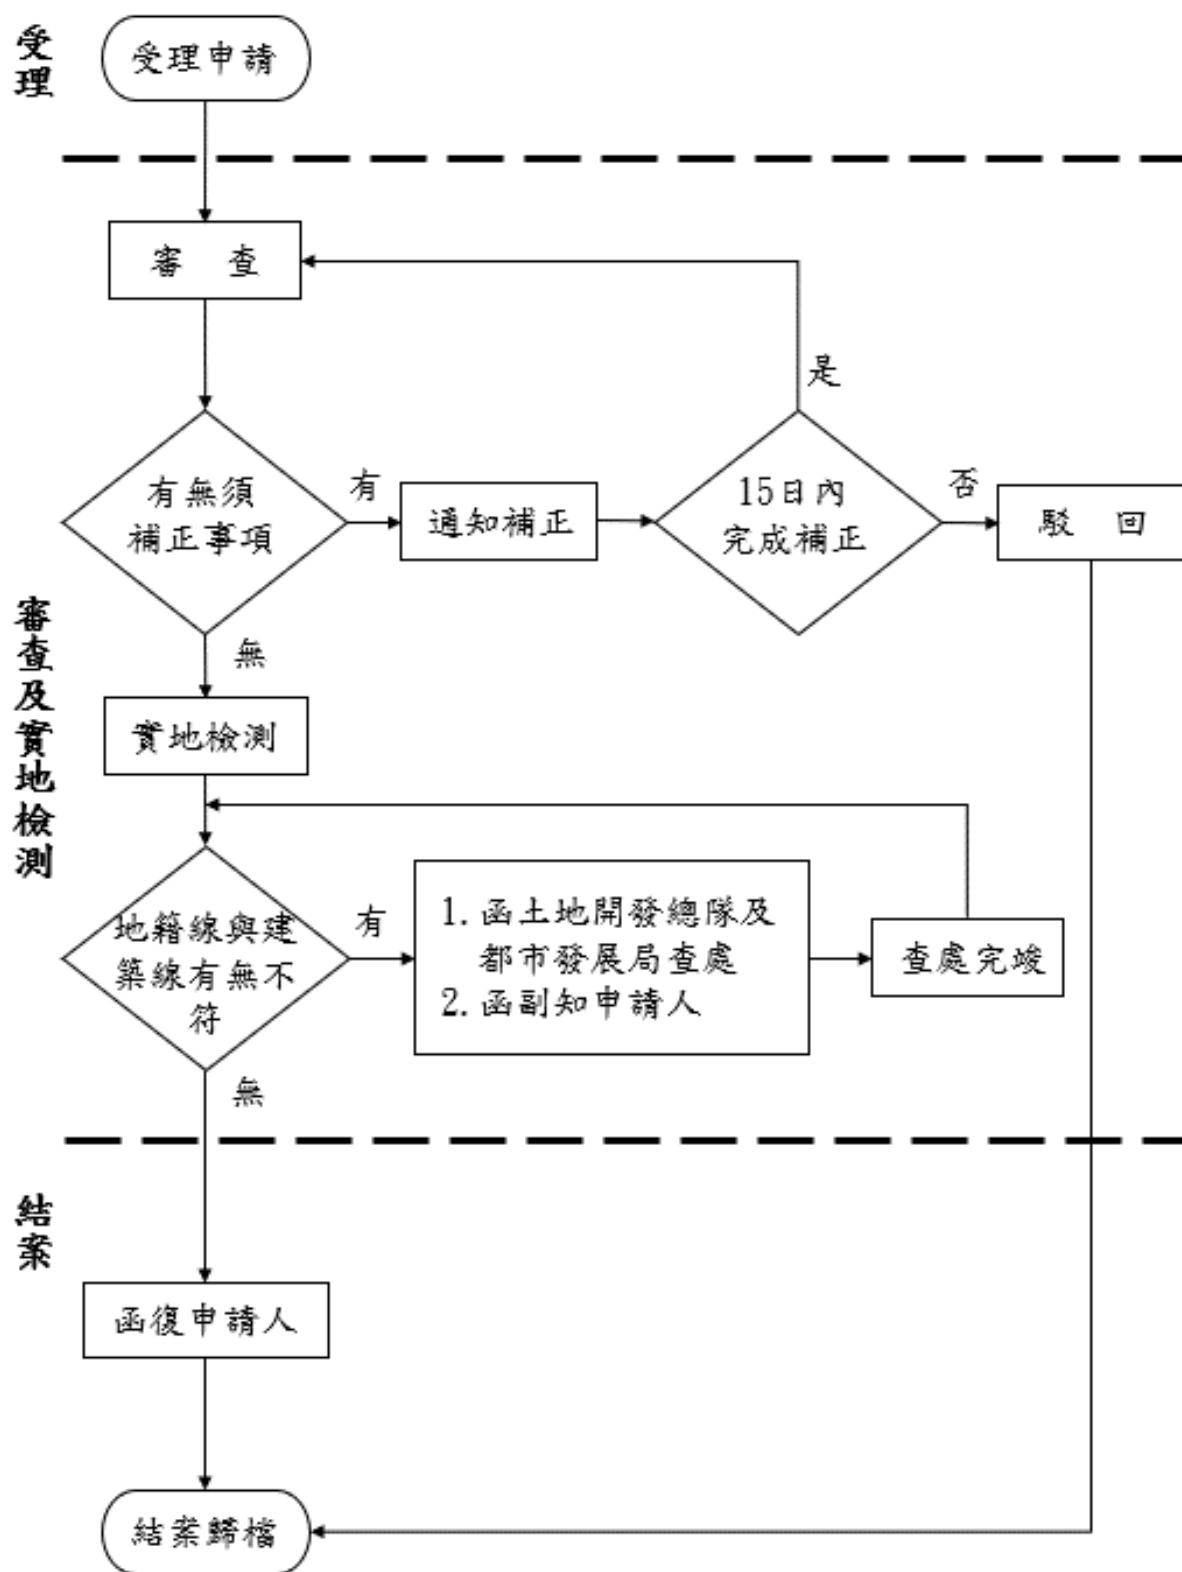 受理
受理申請
審　查
是
有無須
補正事項
有
通知補正
15日內
完成補正
否
駁　回
無
審查及實地檢測
實地檢測
地籍線與建
築線有無不
符
有
1. 函土地開發總隊及
都市發展局查處
2. 函副知申請人
查處完竣
無
結案
函復申請人
結案歸檔